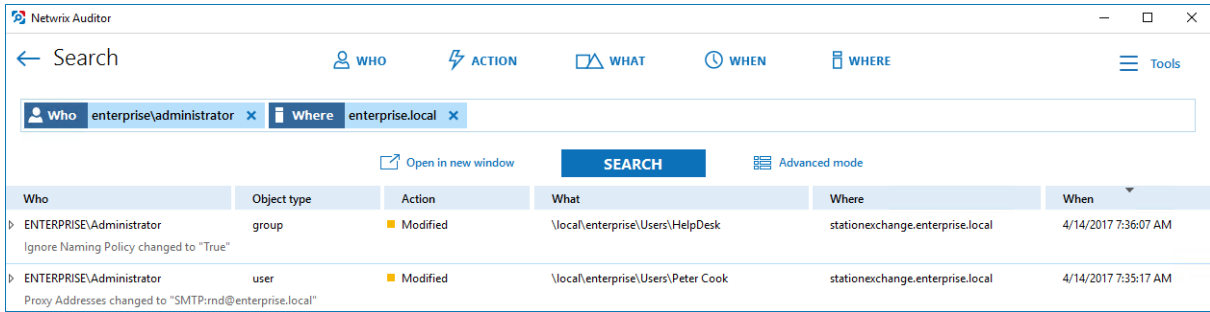 Netwrix Auditor
Search WHO ACTION WHAT WHEN WHERE Tools
Who enterprise\administrator Where enterprise.local
Open in new window SEARCH Advanced mode
Who Object type Action What Where When
ENTERPRISE\Administrator group Modified \local\enterprise\Users\HelpDesk stationexchange.enterprise.local 4/14/2017 7:36:07 AM
Ignore Naming Policy changed to "True"
ENTERPRISE\Administrator user Modified \local\enterprise\Users\Peter Cook stationexchange.enterprise.local 4/14/2017 7:35:17 AM
Proxy Addresses changed to "SMTP:rnd@enterprise.local"